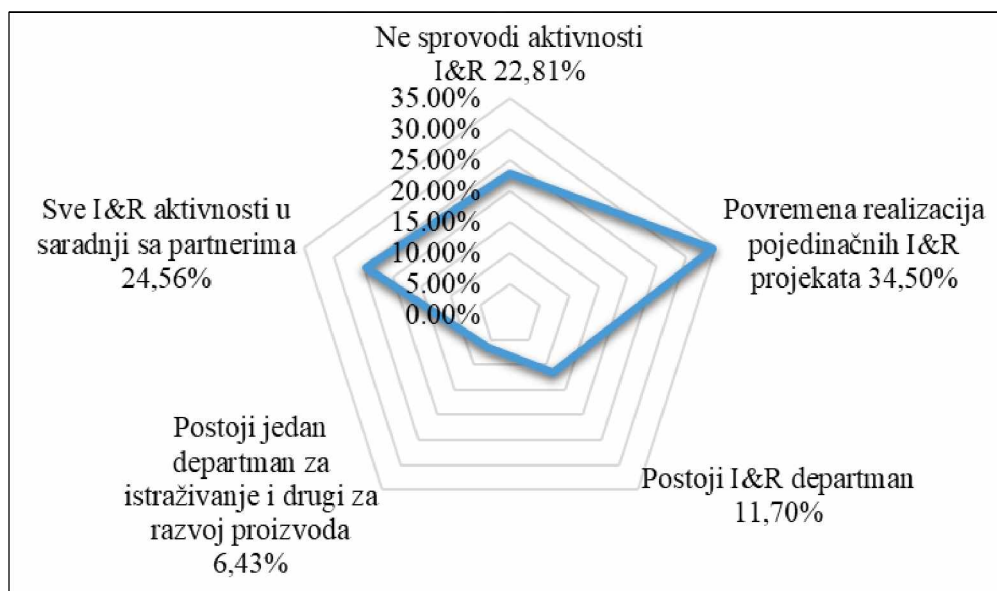 Ne sprovodi aktivnosti
I&R 22,81%
35.00%
30.00%
25.00%
20.00%
15.00%
10.00%
5.00%
0.00%
Povremena realizacija
pojedinačnih I&R
projekata 34,50%
Postoji I&R departman
11,70%
Postoji jedan
departman za
istraživanje i drugi za
razvoj proizvoda
6,43%
Sve I&R aktivnosti u
saradnji sa partnerima
24,56%